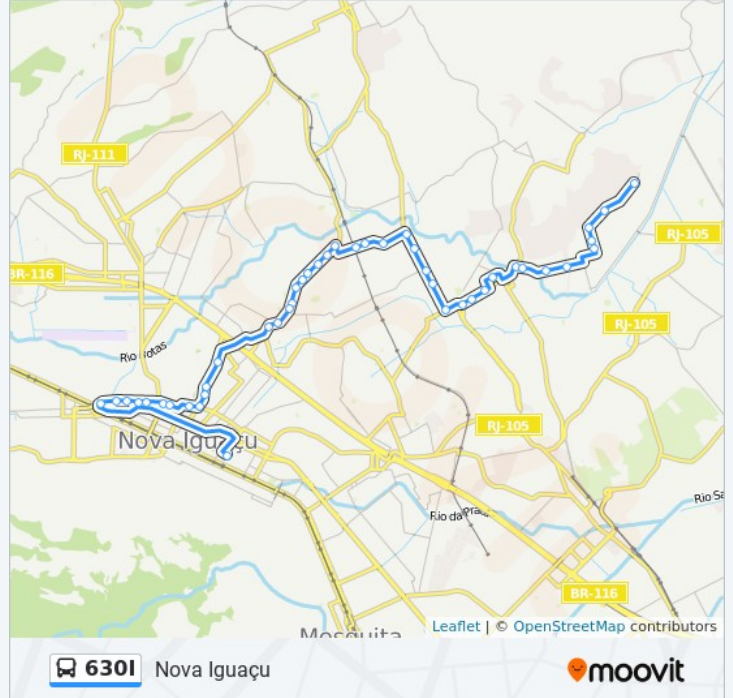 RJ-111
RJ-105
BR-116
RJ-105
Rio Botas
Nova Iguaçu
RJ-105
Rio Sa
Rio da Prata
BR-116
Mesquita
Leaflet | © OpenStreetMap contributors
630I Nova Iguaçu moovit